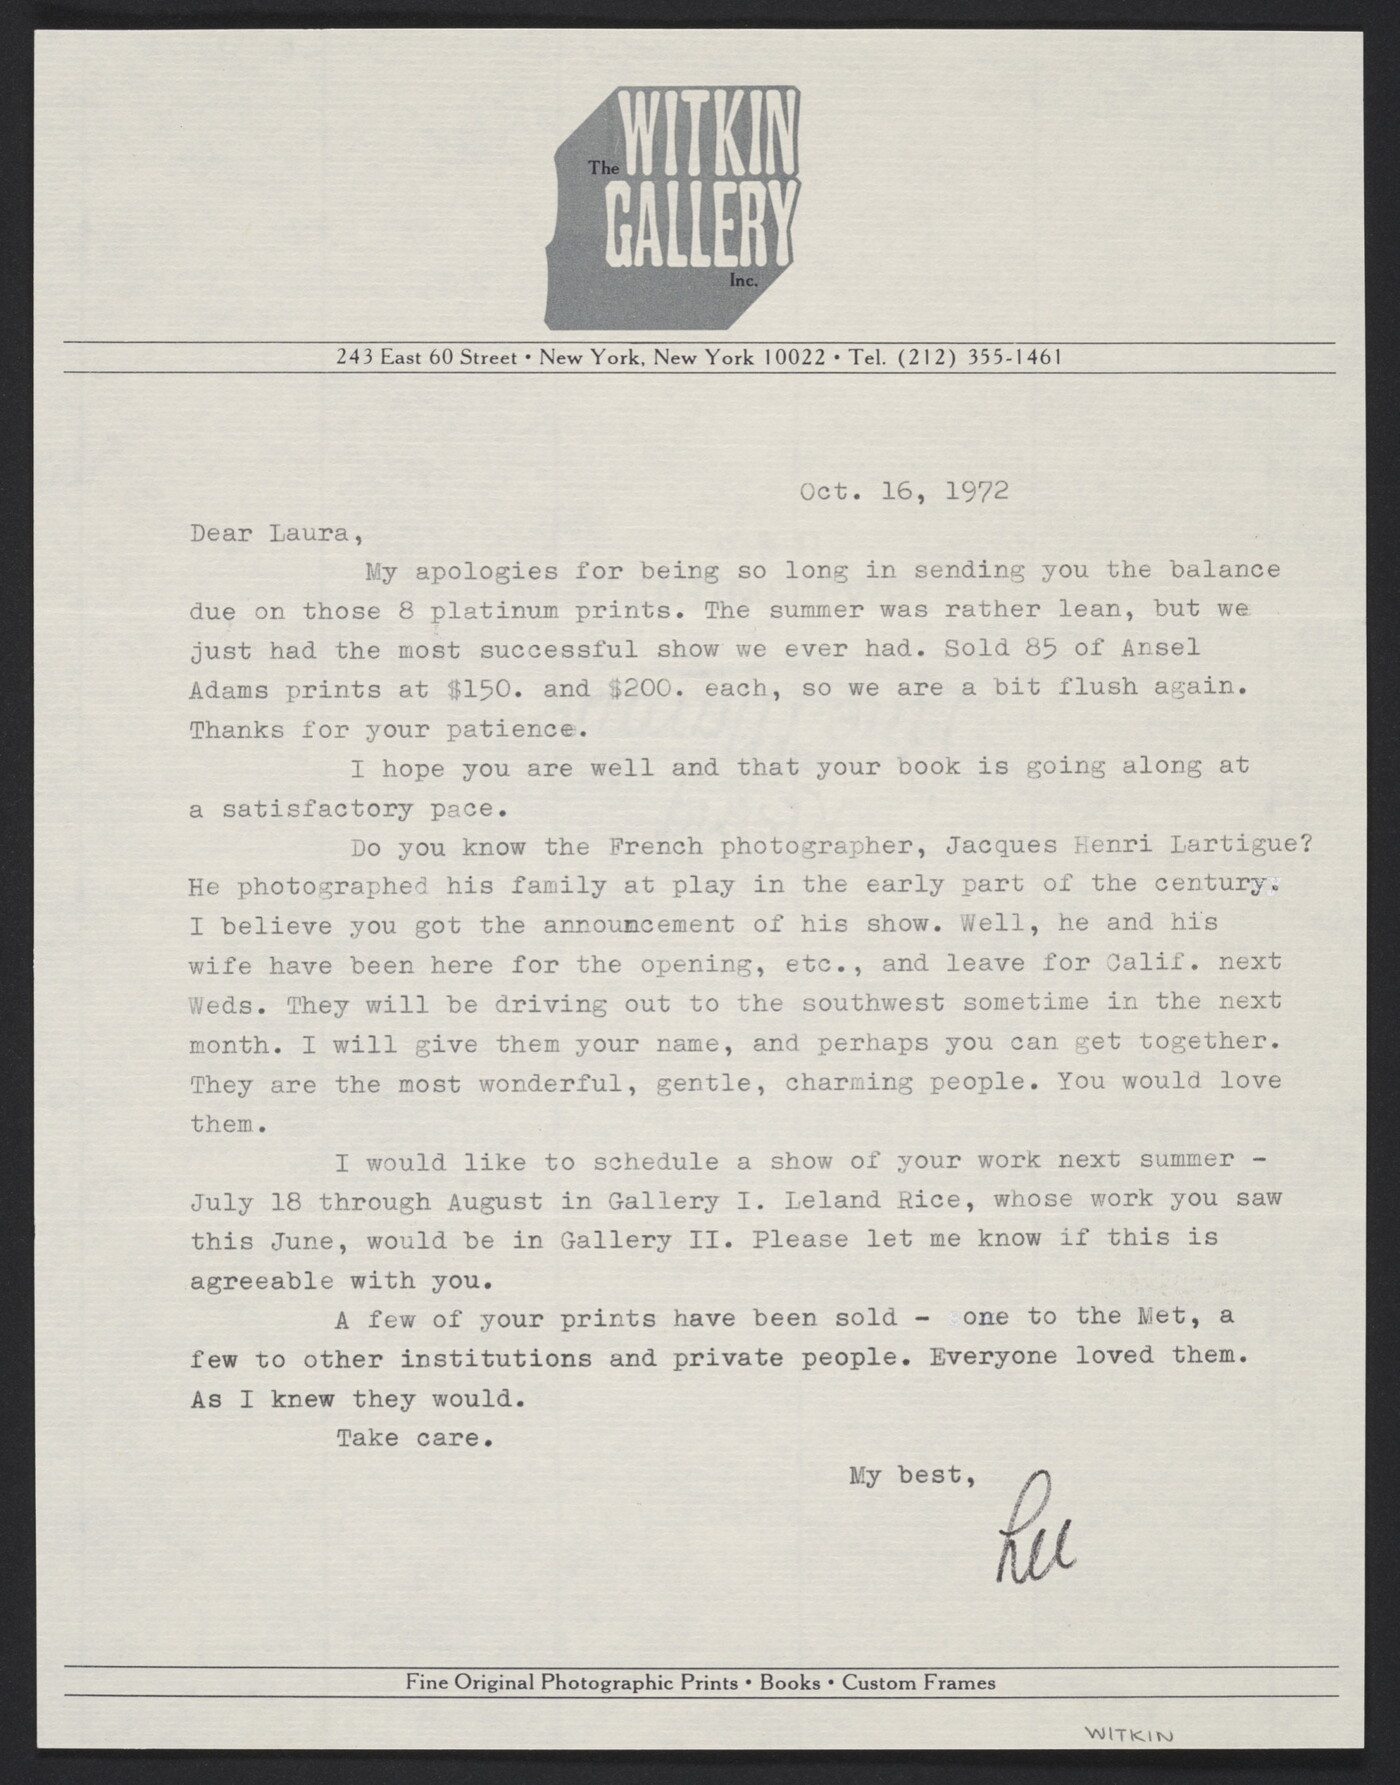 The WITKIN
GALLERY
Inc.
243 East 60 Street • New York, New York 10022 • Tel. (212) 355-1461
Oct. 16, 1972
Dear Laura,
My apologies for being so long in sending you the balance
due on those 8 platinum prints. The summer was rather lean, but we
just had the most successful show we ever had. Sold 85 of Ansel
Adams prints at $150. and $200. each, so we are a bit flush again.
Thanks for your patience.
I hope you are well and that your book is going along at
a satisfactory pace.
Do you know the French photographer, Jacques Henri Lartigue?
He photographed his family at play in the early part of the century.
I believe you got the announcement of his show. Well, he and his
wife have been here for the opening, etc., and leave for Calif. next
Weds. They will be driving out to the southwest sometime in the next
month. I will give them your name, and perhaps you can get together.
They are the most wonderful, gentle, charming people. You would love
them.
I would like to schedule a show of your work next summer -
July 18 through August in Gallery I. Leland Rice, whose work you saw
this June, would be in Gallery II. Please let me know if this is
agreeable with you.
A few of your prints have been sold - one to the Met, a
few to other institutions and private people. Everyone loved them.
As I knew they would.
Take care.
My best,
Lee
Fine Original Photographic Prints • Books • Custom Frames
WITKIN